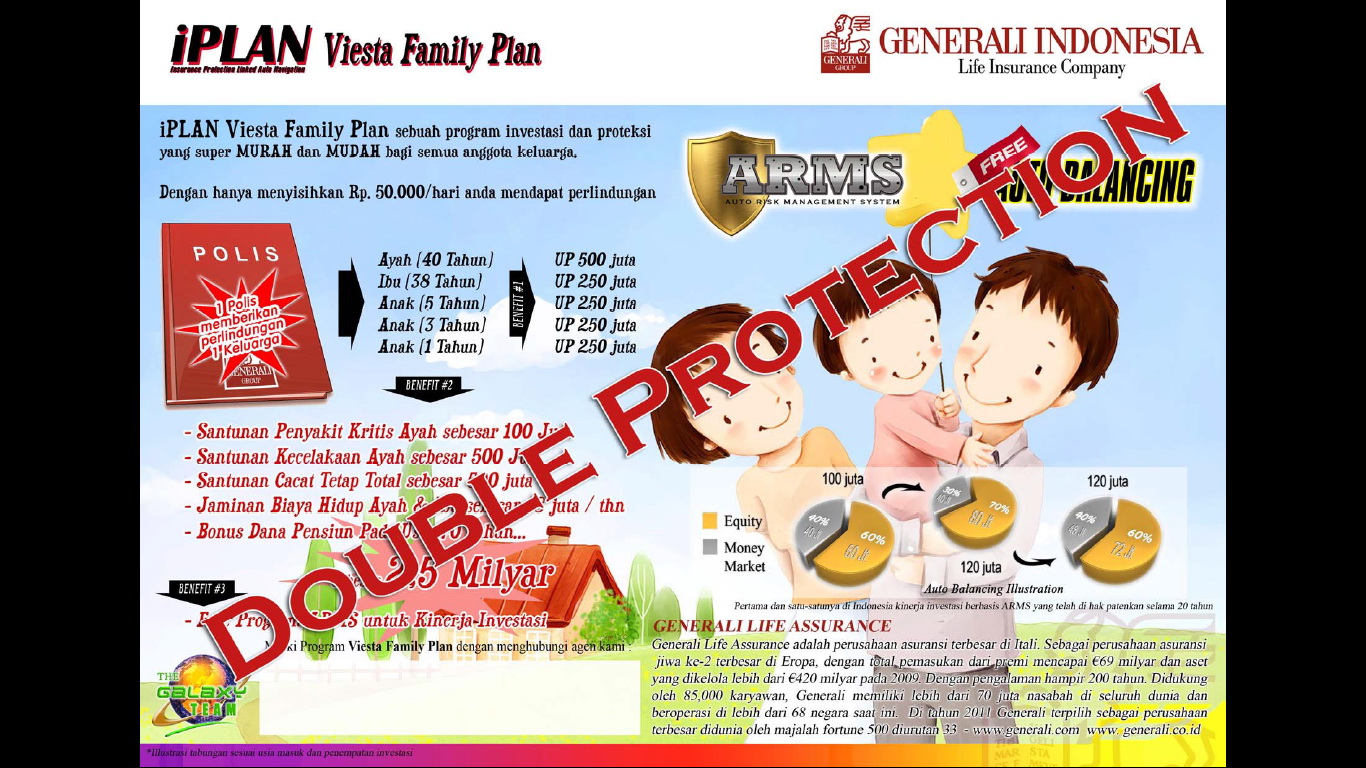 iPLAN Viesta Family Plan
Insurance Protection Linked Auto Navigation
GENERALI GROUP
GENERALI INDONESIA
Life Insurance Company
iPLAN Viesta Family Plan sebuah program investasi dan proteksi
yang super MURAH dan MUDAH bagi semua anggota keluarga.
Dengan hanya menyisihkan Rp. 50.000/hari anda mendapat perlindungan
ARMS
AUTO RISK MANAGEMENT SYSTEM
FREE
BALANCING
DOUBLE PROTECTION
POLIS
1 Polis
memberikan
perlindungan
1 Keluarga
GENERALI
GROUP
Ayah (40 Tahun)
Ibu (38 Tahun)
Anak (5 Tahun)
Anak (3 Tahun)
Anak (1 Tahun)
BENEFIT #1
UP 500 juta
UP 250 juta
UP 250 juta
UP 250 juta
UP 250 juta
BENEFIT #2
- Santunan Penyakit Kritis Ayah sebesar 100
- Santunan Kecelakaan Ayah sebesar 500
- Santunan Cacat Tetap Total sebesar juta
- Jaminan Biaya Hidup Ayah juta / thn
- Bonus Dana Pensiun
Milyar
BENEFIT #3
untuk Kinerja Investasi
Program Viesta Family Plan dengan menghubungi agen kami :
THE
GALAXY
TEAM
Equity
Money
Market
100 juta
40%
40 Jt
60%
60 Jt
30%
70%
120 juta
120 juta
40%
48 Jt
60%
72 Jt
Auto Balancing Illustration
Pertama dan satu-satunya di Indonesia kinerja investasi berbasis ARMS yang telah di hak patenkan selama 20 tahun
GENERALI LIFE ASSURANCE
Generali Life Assurance adalah perusahaan asuransi terbesar di Itali. Sebagai perusahaan asuransi
jiwa ke-2 terbesar di Eropa, dengan total pemasukan dari premi mencapai €69 milyar dan aset
yang dikelola lebih dari €420 milyar pada 2009. Dengan pengalaman hampir 200 tahun. Didukung
oleh 85,000 karyawan, Generali memiliki lebih dari 70 juta nasabah di seluruh dunia dan
beroperasi di lebih dari 68 negara saat ini. Di tahun 2011 Generali terpilih sebagai perusahaan
terbesar didunia oleh majalah fortune 500 diurutan 33 - www.generali.com www. generali.co.id
*Illustrasi tabungan sesuai usia masuk dan penempatan investasi